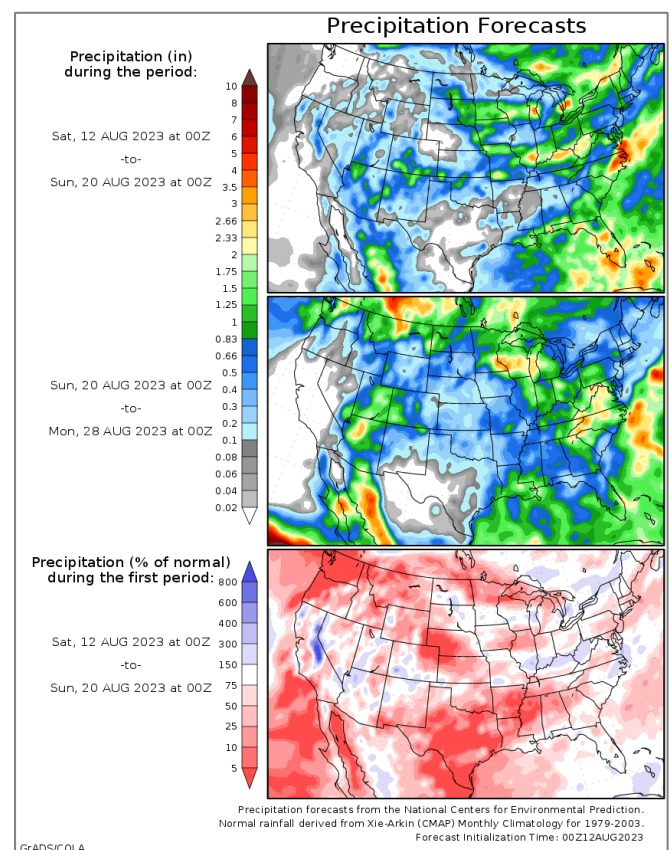 Precipitation Forecasts
Precipitation (in)
during the period:
Sat, 12 AUG 2023 at 00Z
-to-
Sun, 20 AUG 2023 at 00Z
10
8
7
6
5
4
3.5
3
2.66
2.33
2
1.75
1.5
1.25
1
0.83
0.66
0.5
0.4
0.3
0.2
0.1
0.08
0.06
0.04
0.02
Sun, 20 AUG 2023 at 00Z
-to-
Mon, 28 AUG 2023 at 00Z
Precipitation (% of normal)
during the first period:
Sat, 12 AUG 2023 at 00Z
-to-
Sun, 20 AUG 2023 at 00Z
800
600
400
300
150
75
50
25
10
5
Precipitation forecasts from the National Centers for Environmental Prediction.
Normal rainfall derived from Xie-Arkin (CMAP) Monthly Climatology for 1979-2003.
Forecast Initialization Time: 00Z12AUG2023
GrADS/COLA